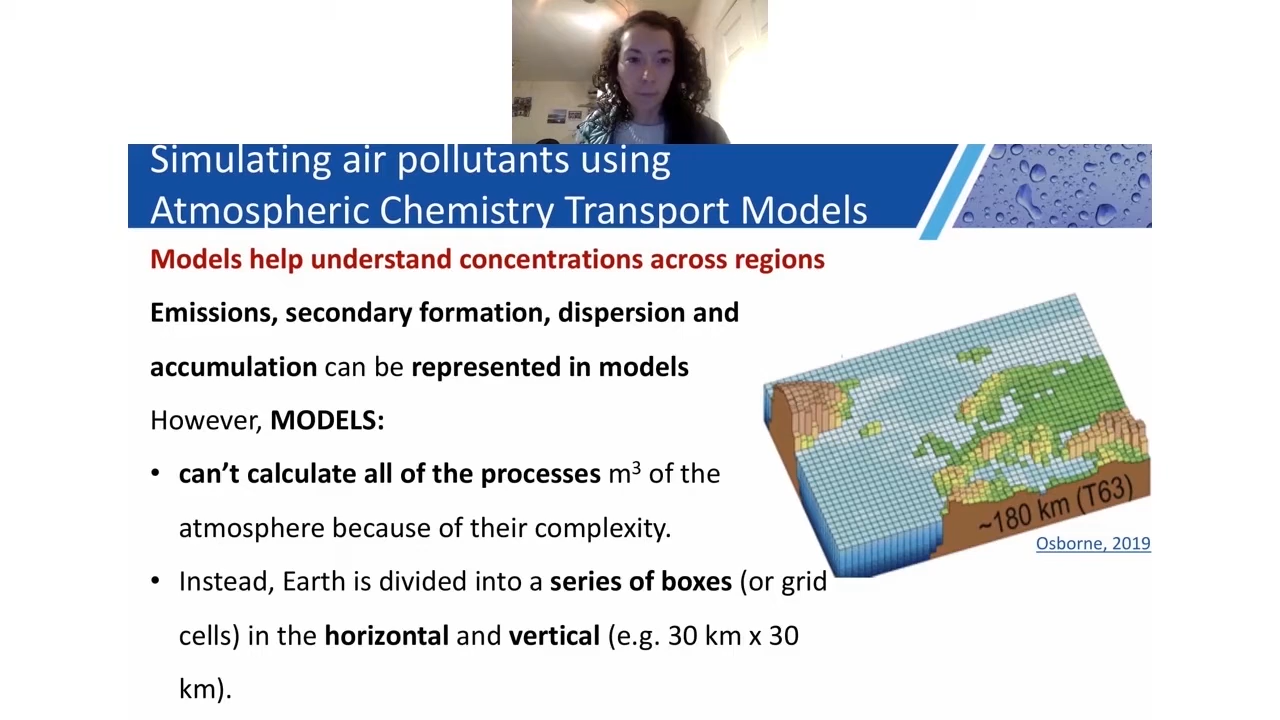 Simulating air pollutants using
Atmospheric Chemistry Transport Models
Models help understand concentrations across regions
Emissions, secondary formation, dispersion and
accumulation can be represented in models
However, MODELS:
• can’t calculate all of the processes m³ of the
atmosphere because of their complexity.
• Instead, Earth is divided into a series of boxes (or grid
cells) in the horizontal and vertical (e.g. 30 km x 30
km).
~180 km (T63)
Osborne, 2019